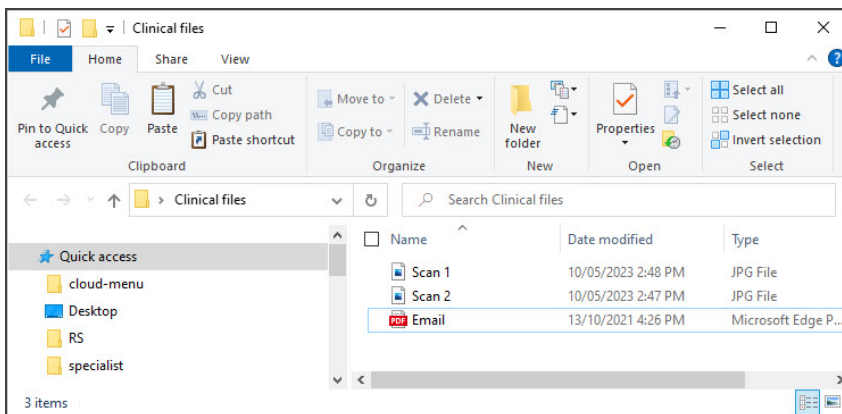 Clinical files
File Home Share View
Pin to Quick access
Copy
Paste
Cut
Copy path
Paste shortcut
Clipboard
Move to
Copy to
Delete
Rename
Organize
New folder
New
Properties
Open
Select all
Select none
Invert selection
Select
Clinical files
Search Clinical files
Quick access
cloud-menu
Desktop
RS
specialist
Name Date modified Type
Scan 1 10/05/2023 2:48 PM JPG File
Scan 2 10/05/2023 2:47 PM JPG File
PDF Email 13/10/2021 4:26 PM Microsoft Edge P...
3 items